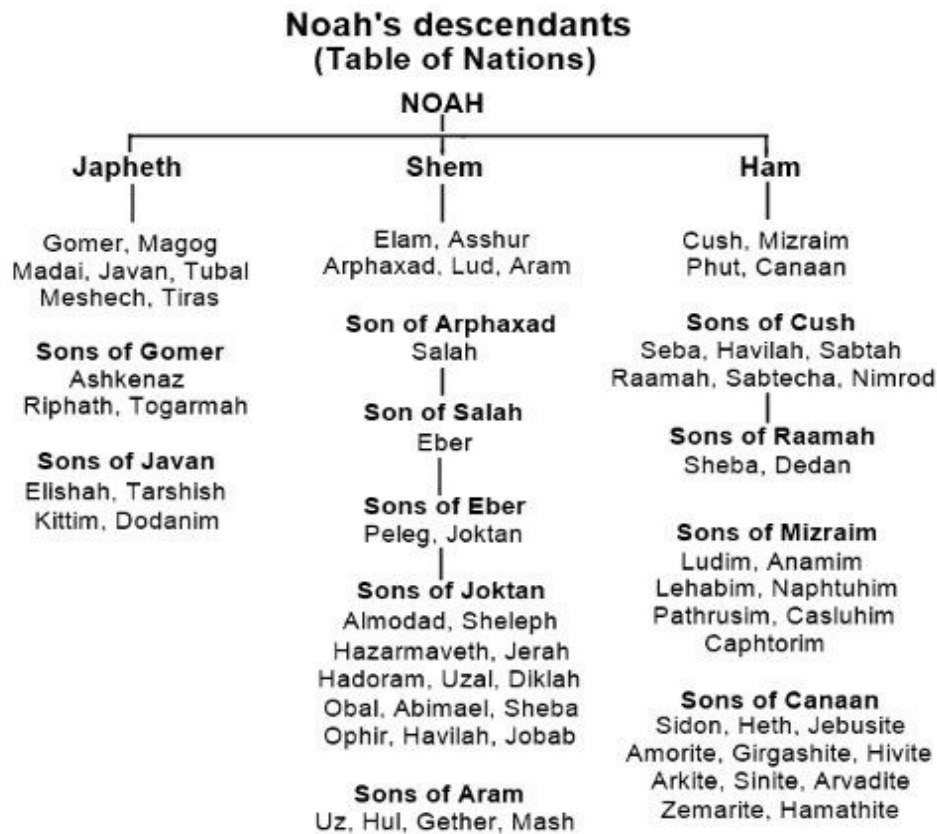 Noah's descendants
(Table of Nations)
NOAH
Japheth
Gomer, Magog
Madai, Javan, Tubal
Meshech, Tiras
Sons of Gomer
Ashkenaz
Riphath, Togarmah
Sons of Javan
Elishah, Tarshish
Kittim, Dodanim
Shem
Elam, Asshur
Arphaxad, Lud, Aram
Son of Arphaxad
Salah
Son of Salah
Eber
Sons of Eber
Peleg, Joktan
Sons of Joktan
Almodad, Sheleph
Hazarmaveth, Jerah
Hadoram, Uzal, Diklah
Obal, Abimael, Sheba
Ophir, Havilah, Jobab
Sons of Aram
Uz, Hul, Gether, Mash
Ham
Cush, Mizraim
Phut, Canaan
Sons of Cush
Seba, Havilah, Sabtah
Raamah, Sabtecha, Nimrod
Sons of Raamah
Sheba, Dedan
Sons of Mizraim
Ludim, Anamim
Lehabim, Naphtuhim
Pathrusim, Casluhim
Caphtorim
Sons of Canaan
Sidon, Heth, Jebusite
Amorite, Girgashite, Hivite
Arkite, Sinite, Arvadite
Zemarite, Hamathite